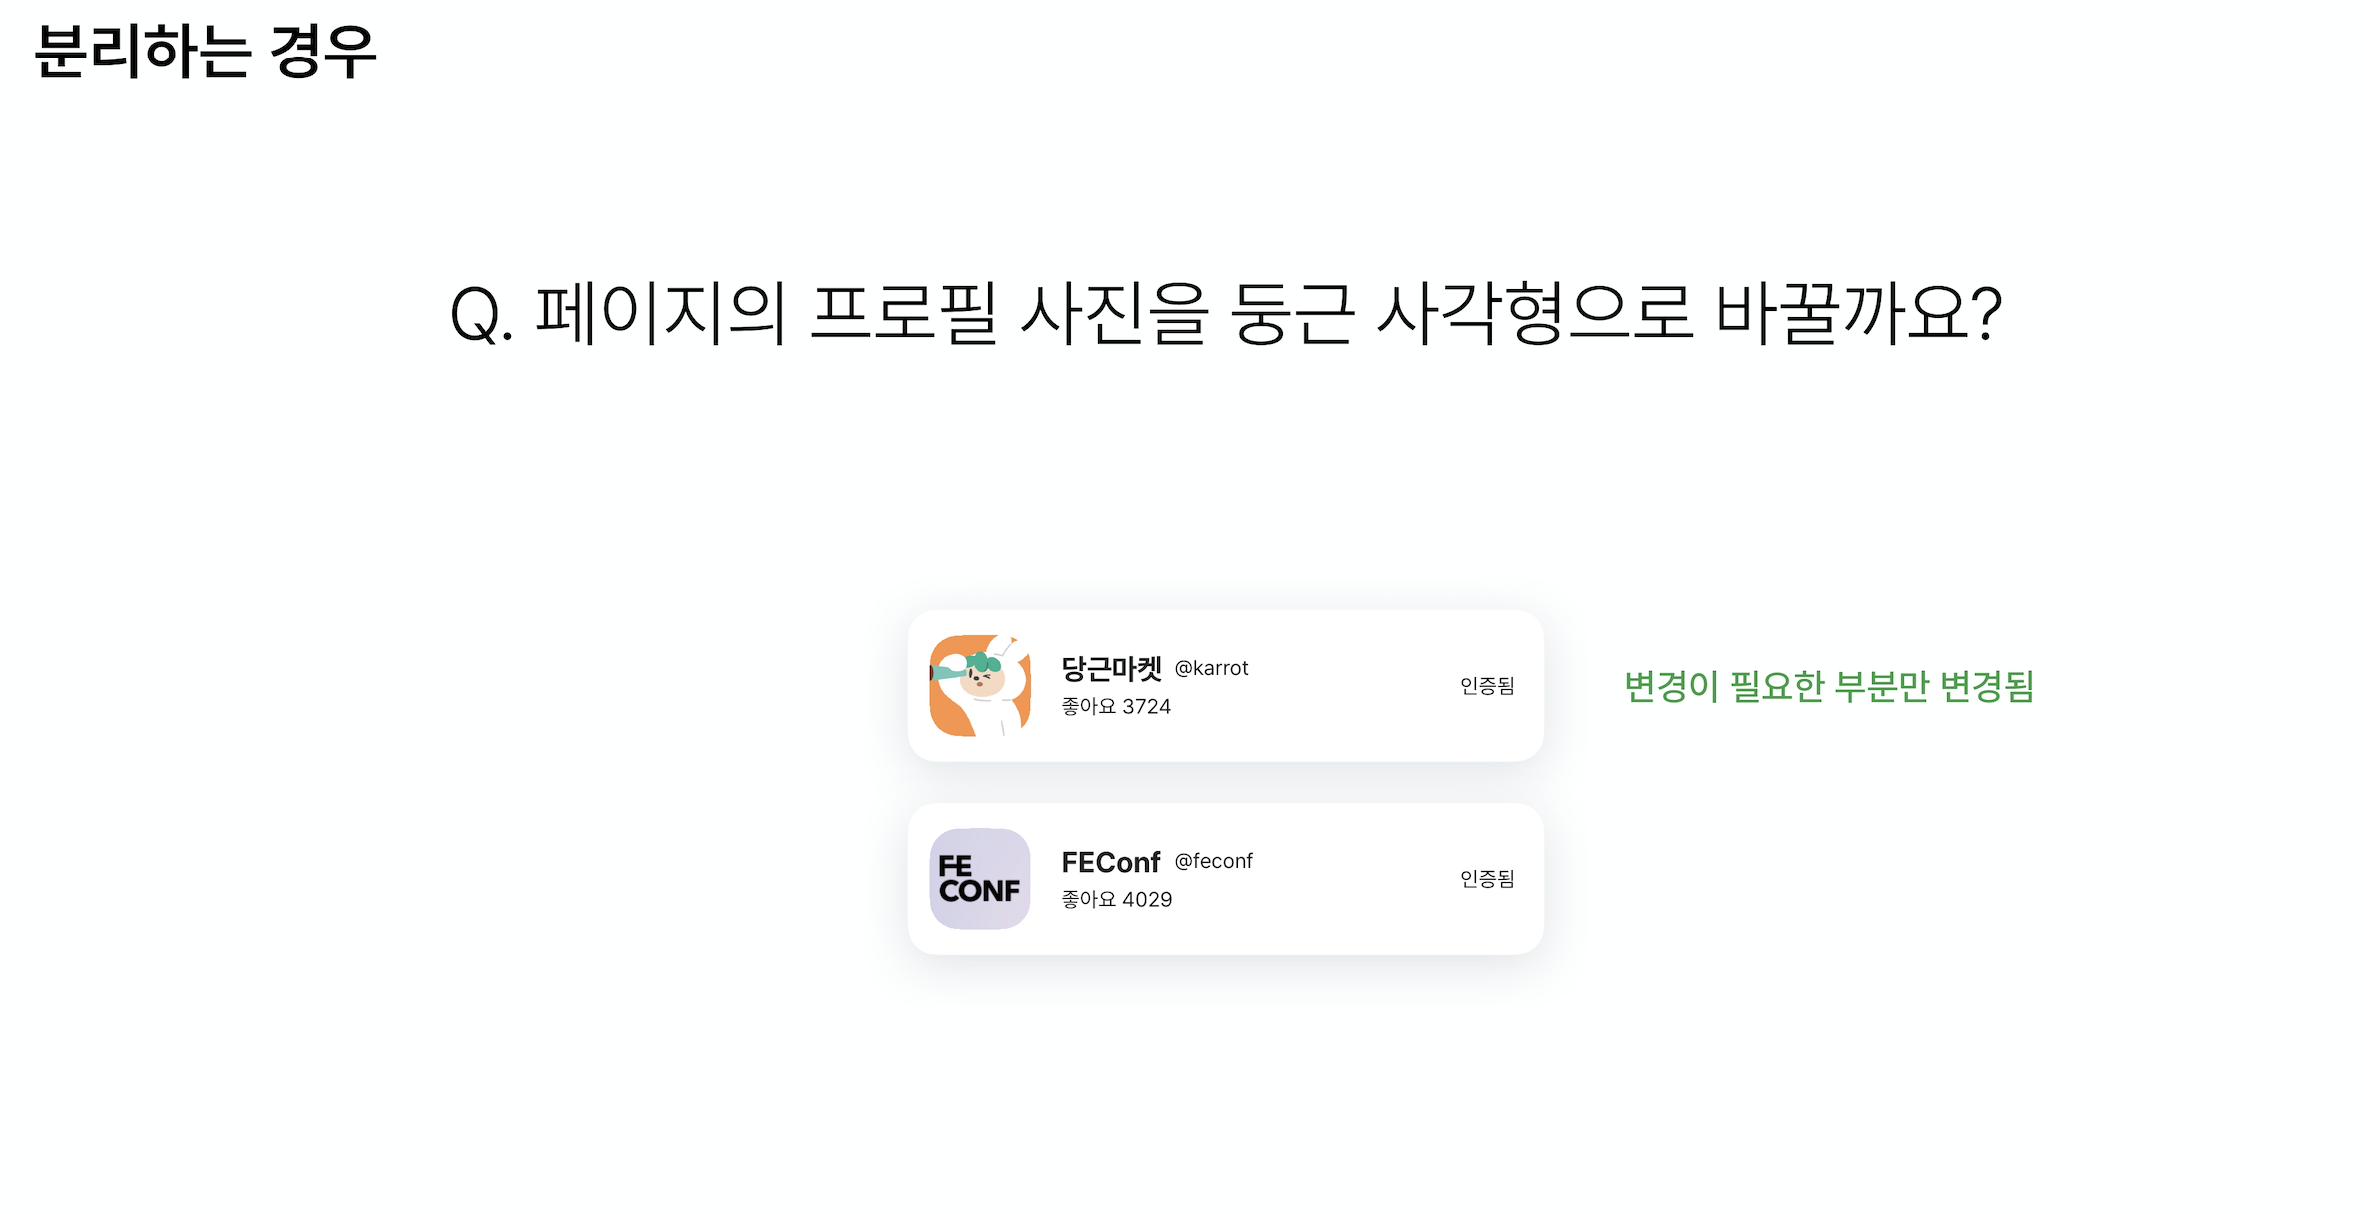 분리하는 경우
Q. 페이지의 프로필 사진을 둥근 사각형으로 바꿀까요?
당근마켓 @karrot
좋아요 3724
인증됨
변경이 필요한 부분만 변경됨
FE
CONF
FEConf @feconf
좋아요 4029
인증됨